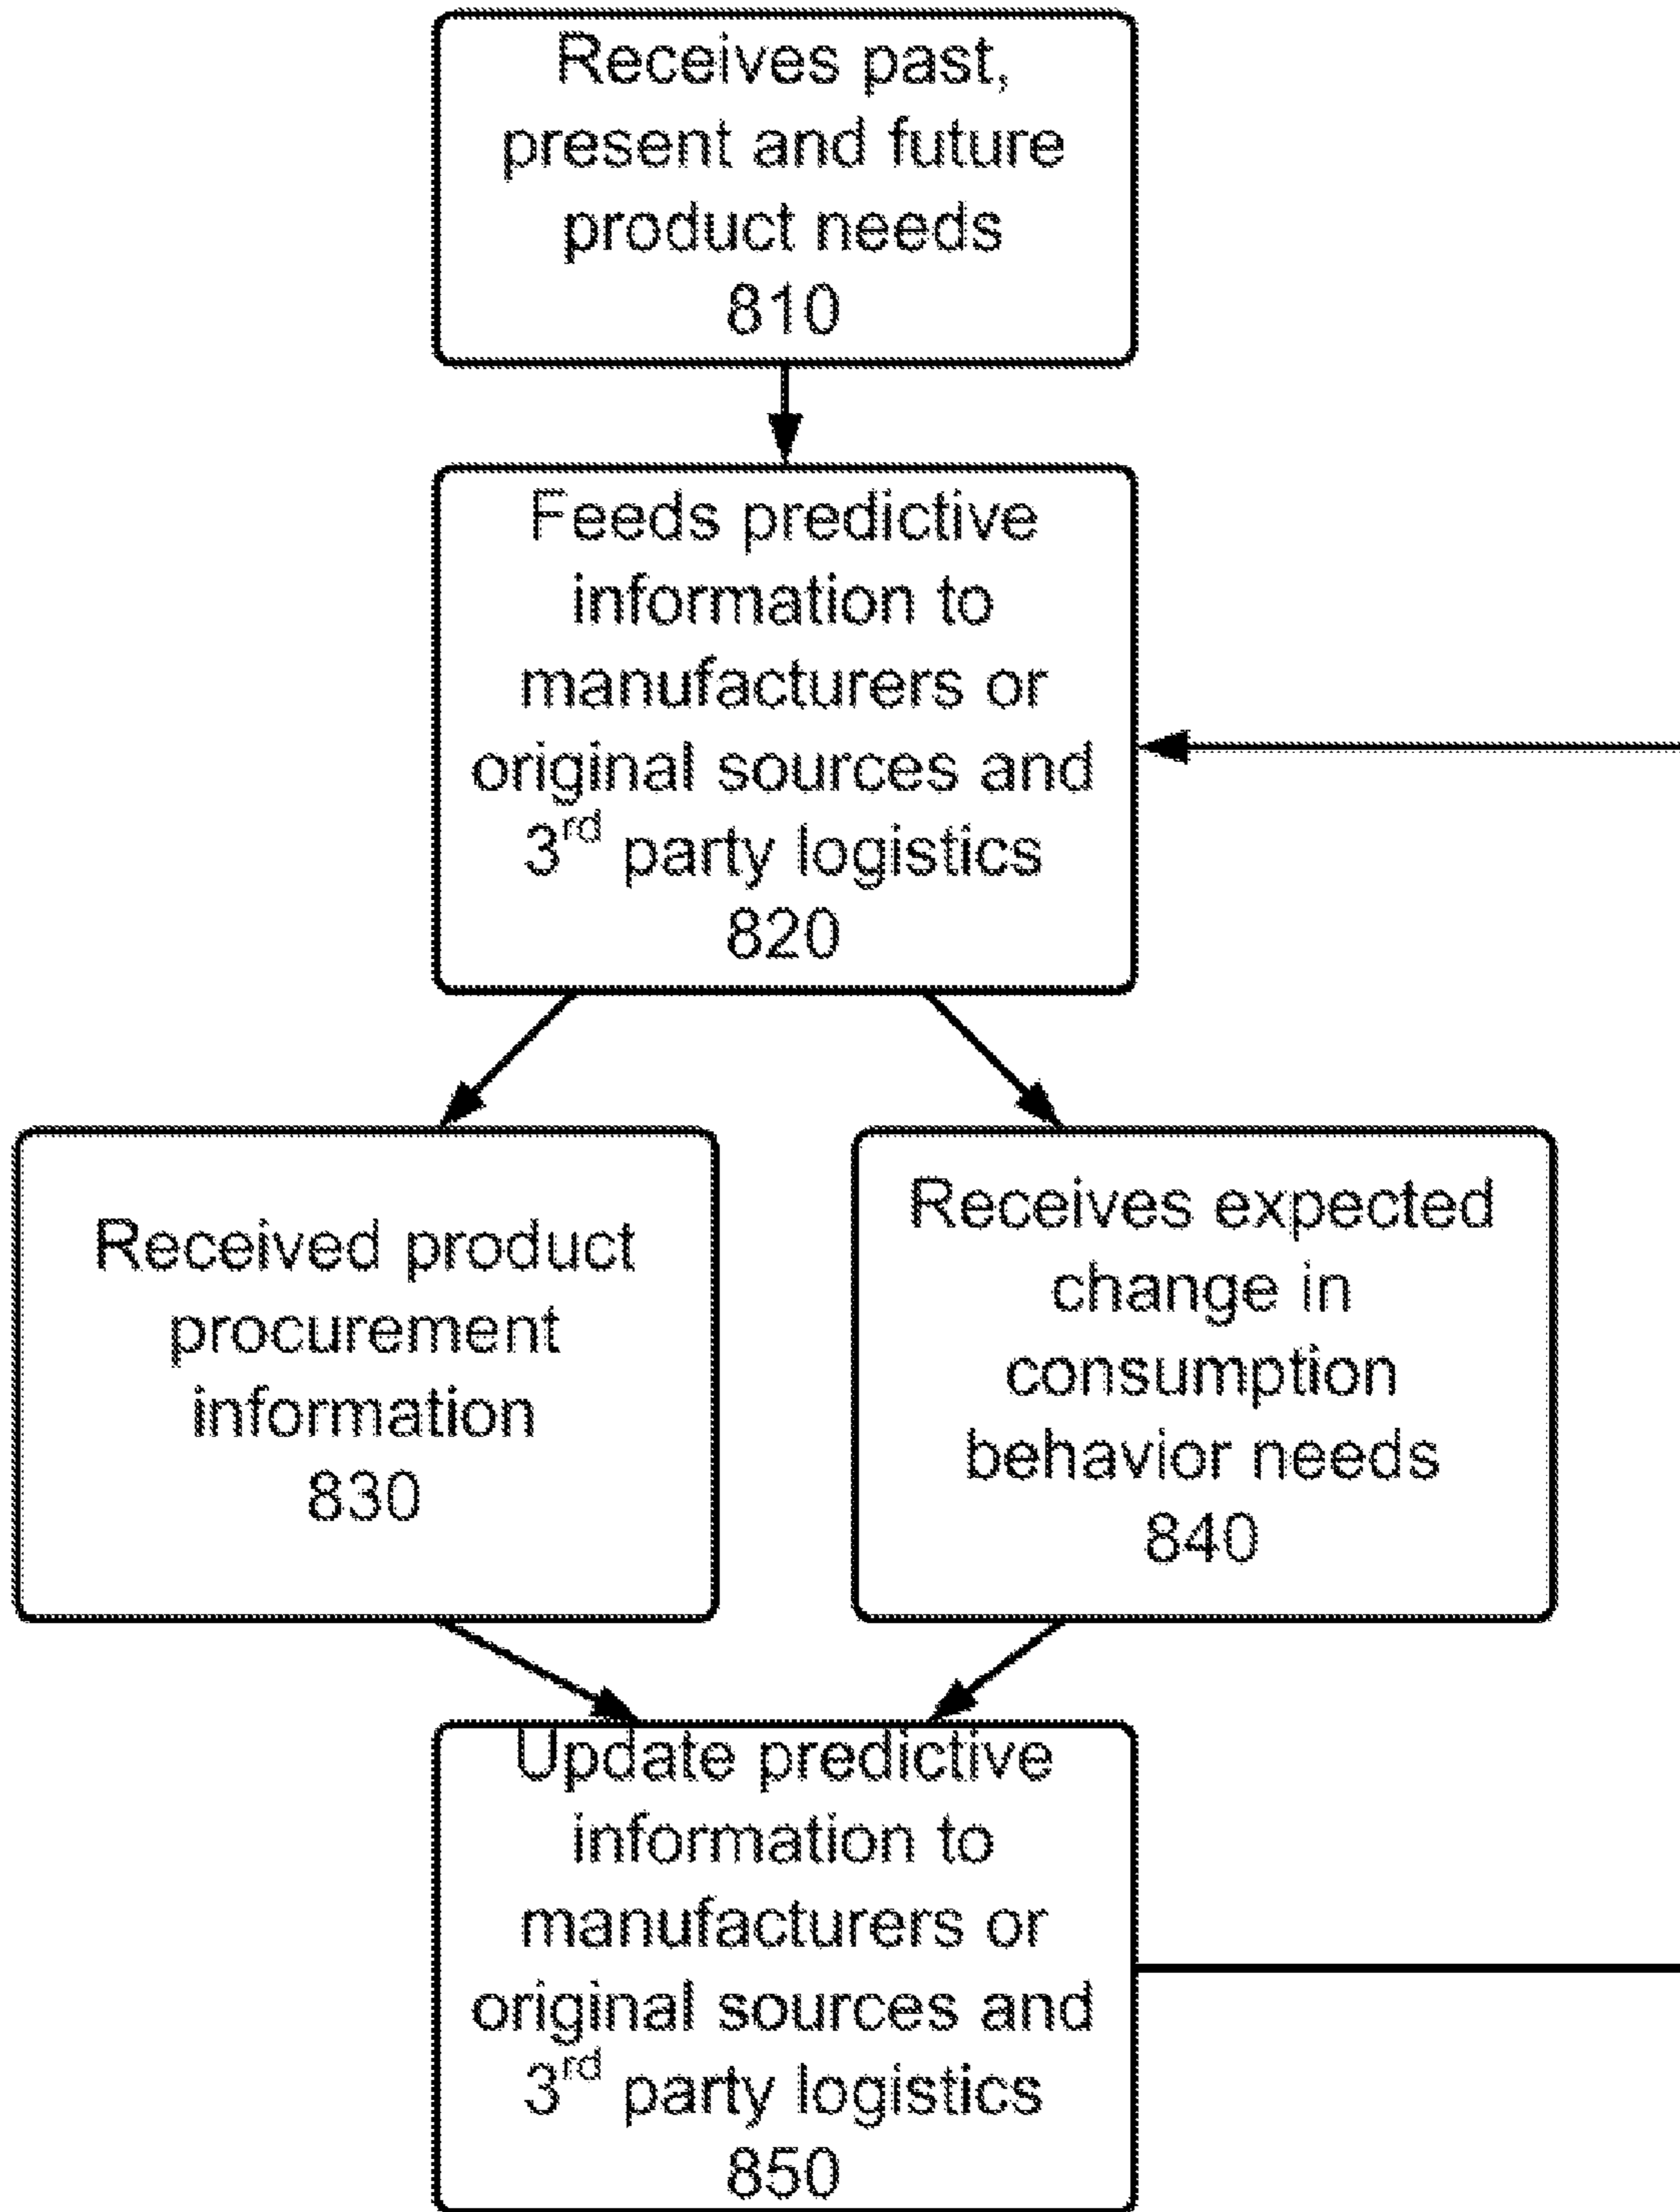 Receives past,
present and future
product needs
810
Feeds predictive
information to
manufacturers or
original sources and
3rd party logistics
820
Received product
procurement
information
830
Receives expected
change in
consumption
behavior needs
840
Update predictive
information to
manufacturers or
original sources and
3rd party logistics
850